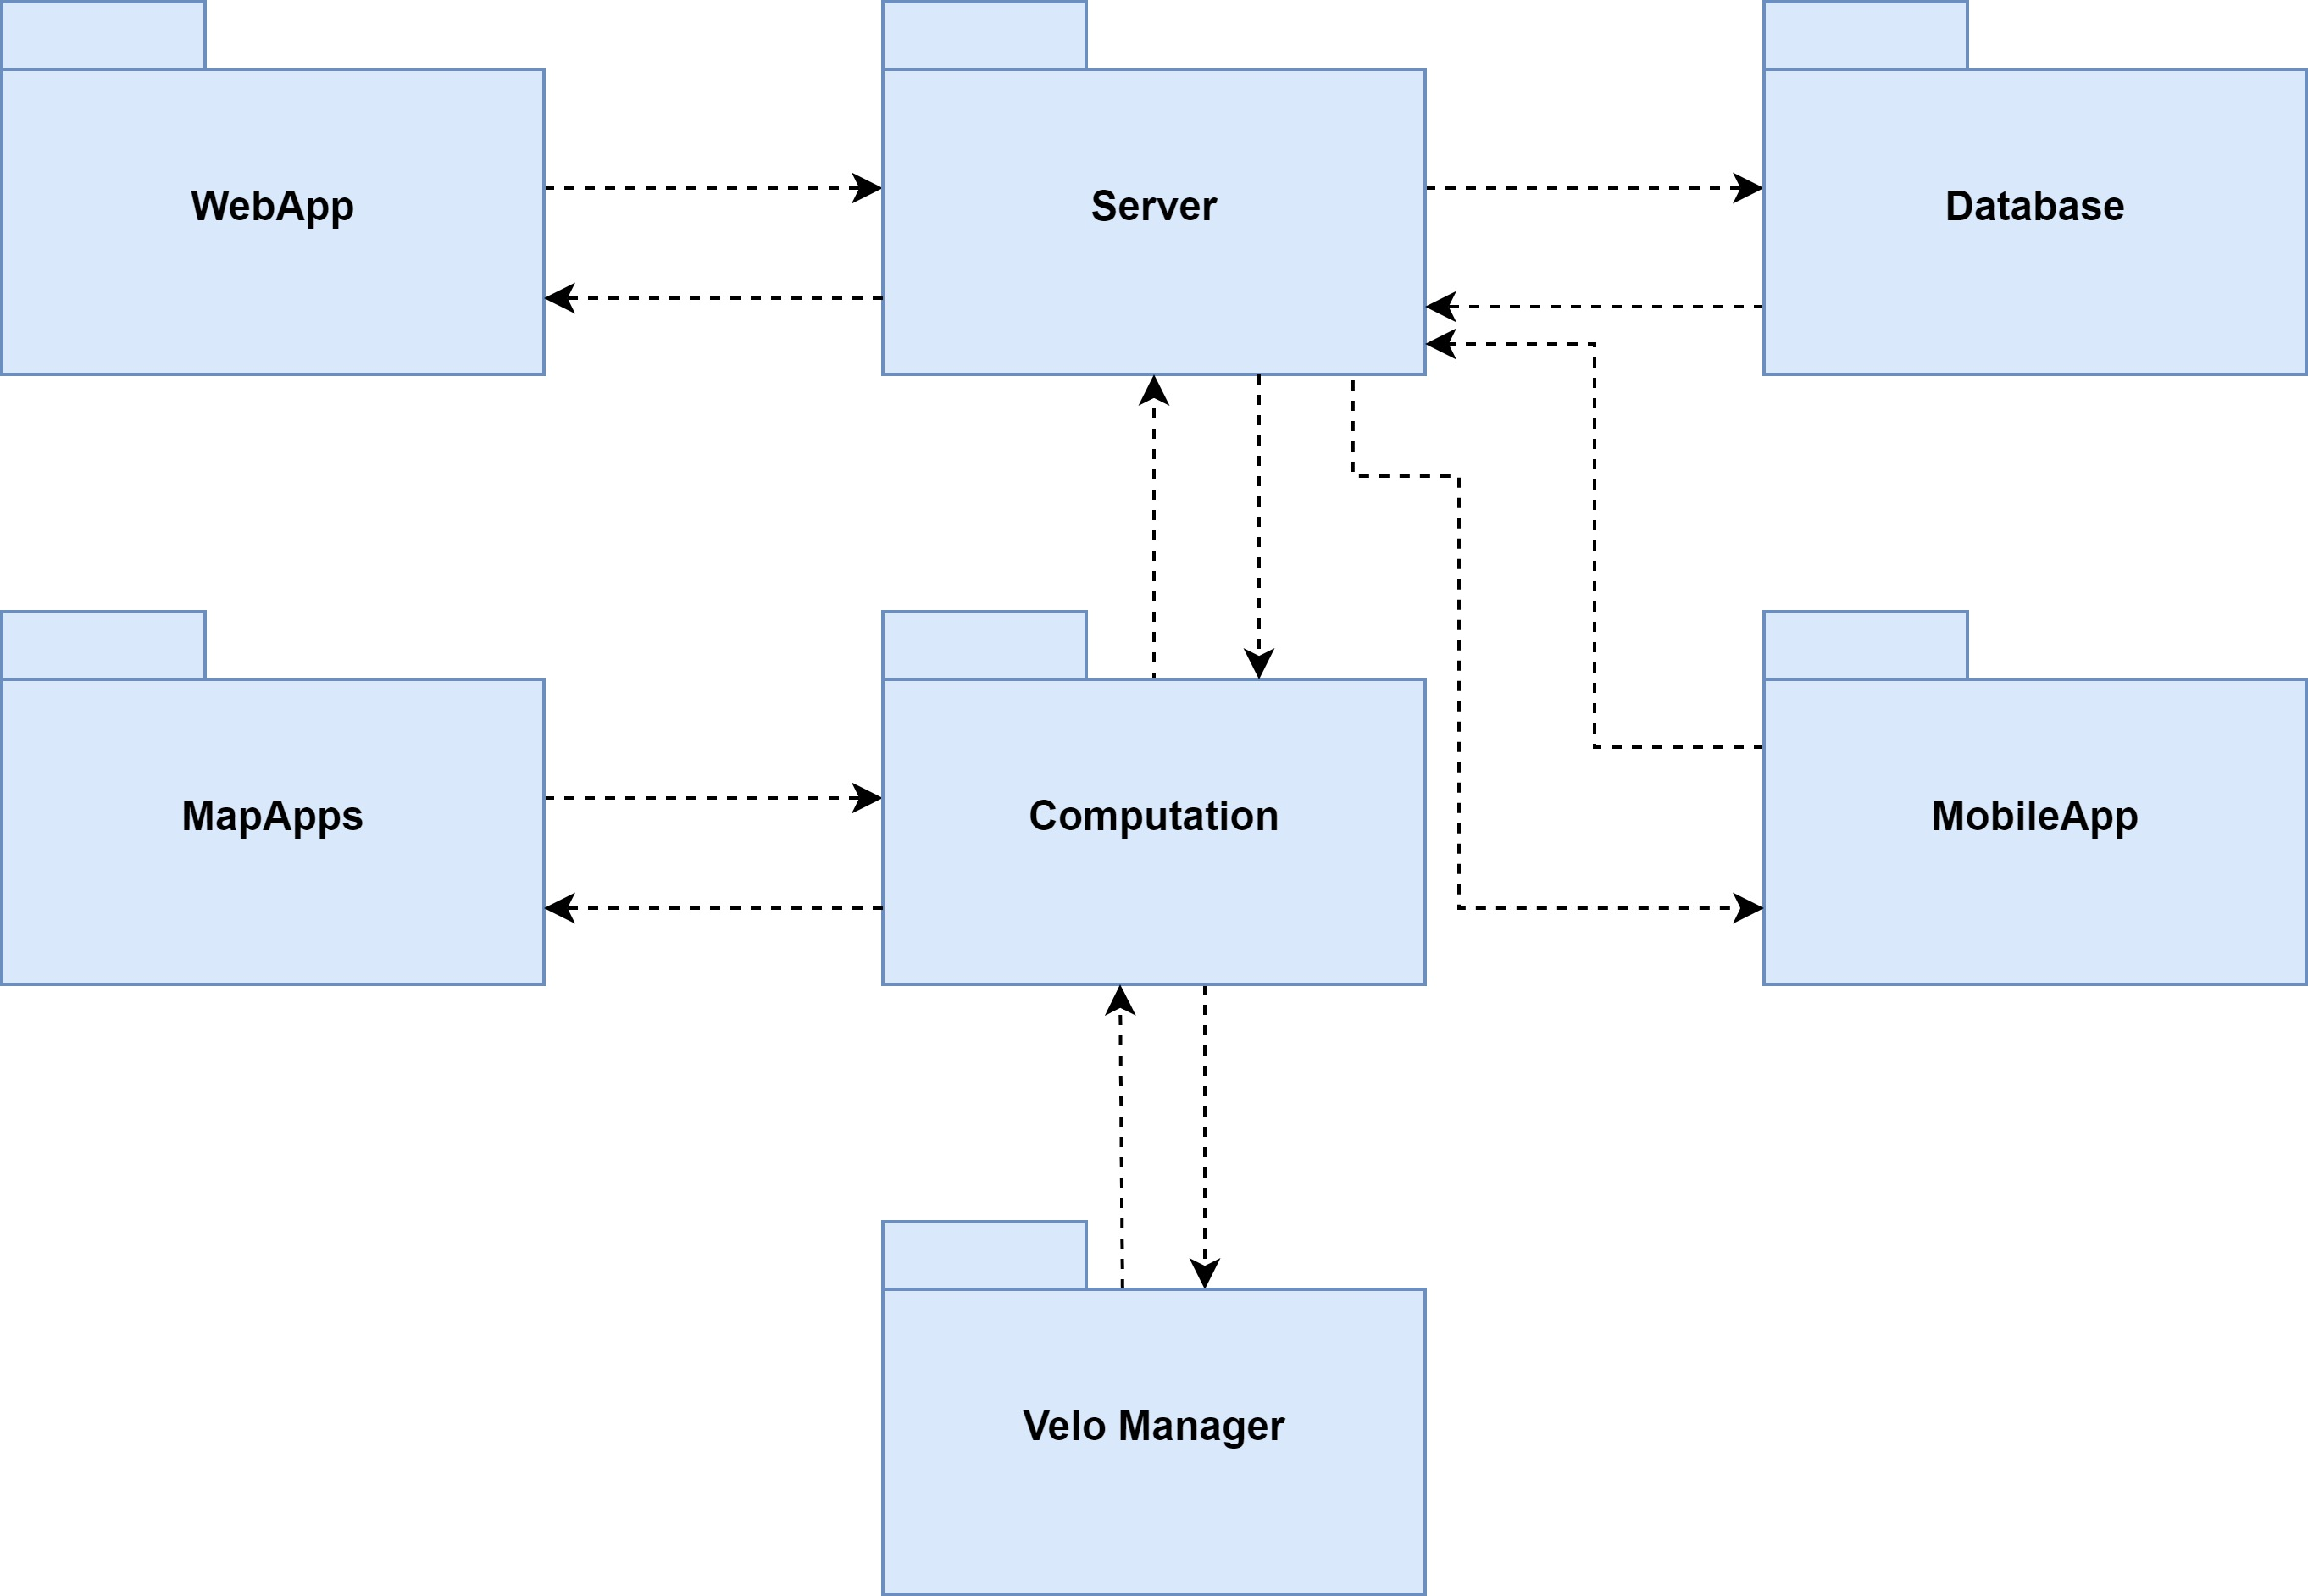 WebApp
Server
Database
MapApps
Computation
MobileApp
Velo Manager